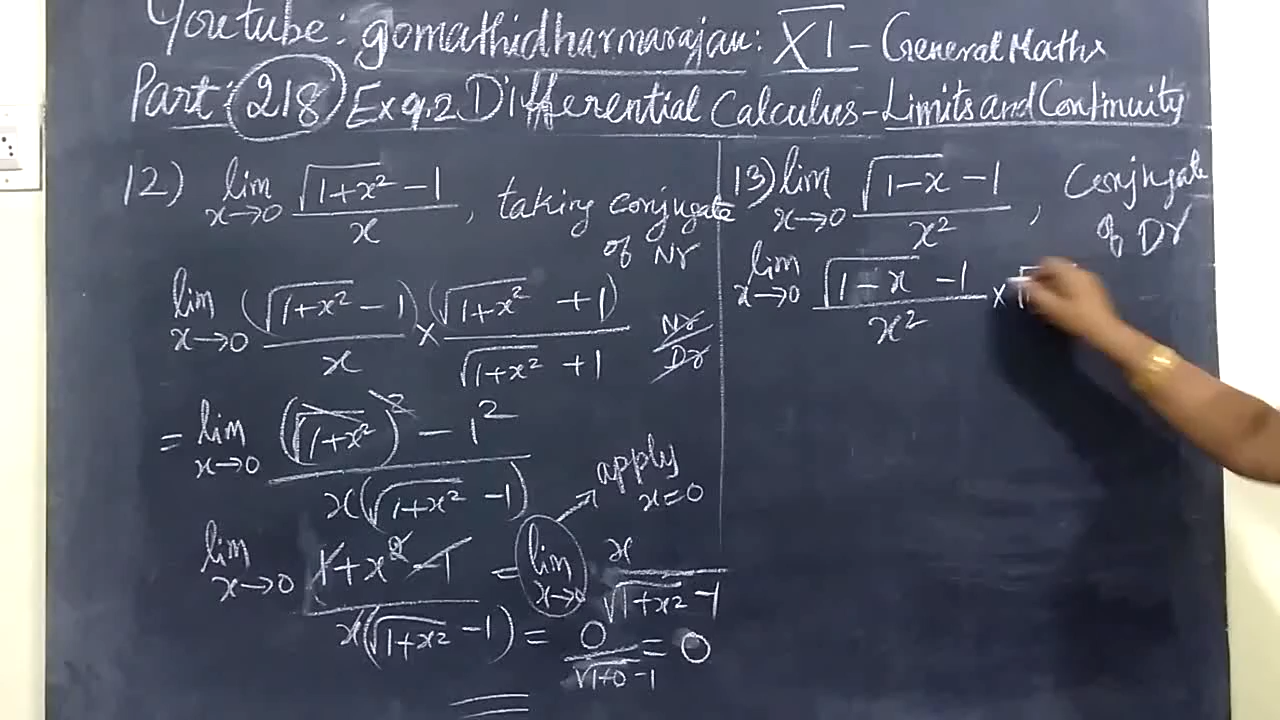 Youtube: gomathidharmarajan: XI - General Maths
Part: 218 Ex 9.2 Differential Calculus - Limits and Continuity
12) lim x→0 (√(1+x²) - 1)/x , taking conjugate of Nr
lim x→0 (√(1+x²) - 1)/x × (√(1+x²) + 1)/(√(1+x²) + 1) Nr/Dr
= lim x→0 ((√(1+x²))² - 1²)/(x(√(1+x²) - 1))
apply x=0
lim x→0 (1+x²-1)/(x(√(1+x²) - 1)) = lim x→0 x/(√(1+x²) - 1)
= 0/(√(1+0) - 1) = 0
13) lim x→0 (√(1-x) - 1)/x² , Conjugate of Dr
lim x→0 (√(1-x) - 1)/x² ×